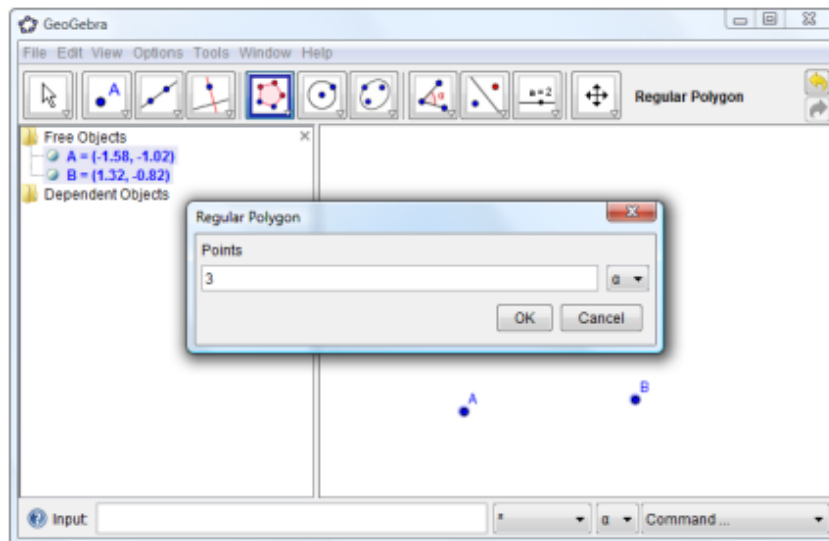 GeoGebra
File Edit View Options Tools Window Help
A
α
a=2
Regular Polygon
Free Objects
A = (-1.58, -1.02)
B = (1.32, -0.82)
Dependent Objects
Regular Polygon
Points
3
α
OK Cancel
A
B
Input:
α
Command ...